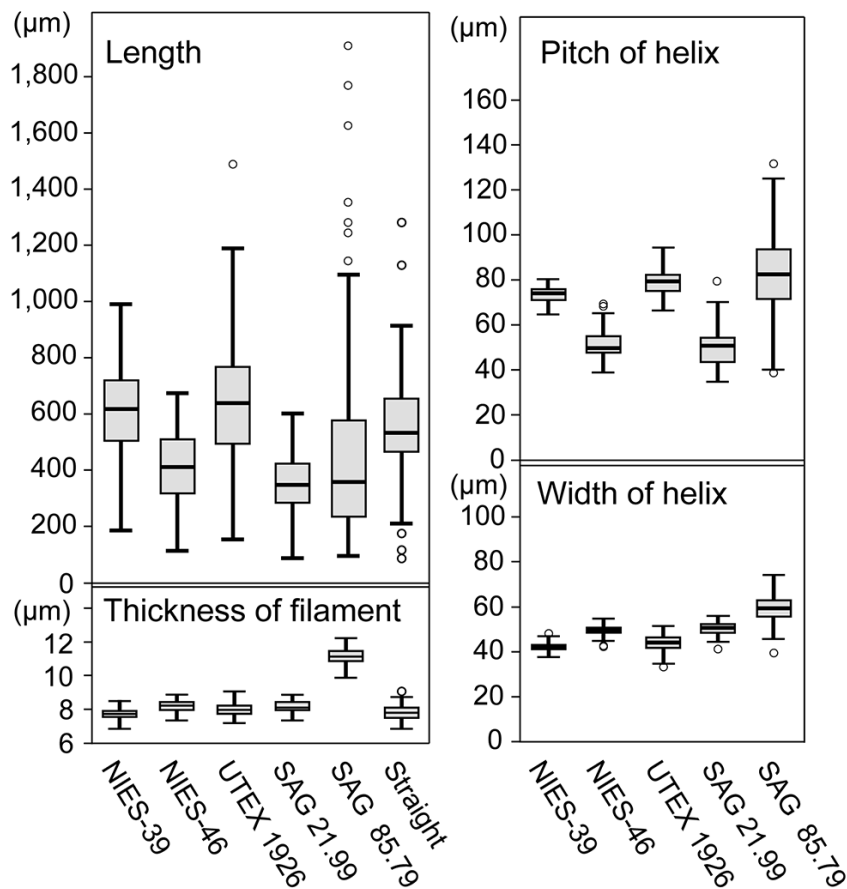 (µm)
Length
1,800
1,600
1,400
1,200
1,000
800
600
400
200
0
(µm)
Thickness of filament
12
10
8
6
NIES-39
NIES-46
UTEX 1926
SAG 21.99
SAG 85.79
Straight
(µm)
Pitch of helix
160
140
120
100
80
60
40
20
0
(µm)
Width of helix
100
80
60
40
20
0
NIES-39
NIES-46
UTEX 1926
SAG 21.99
SAG 85.79